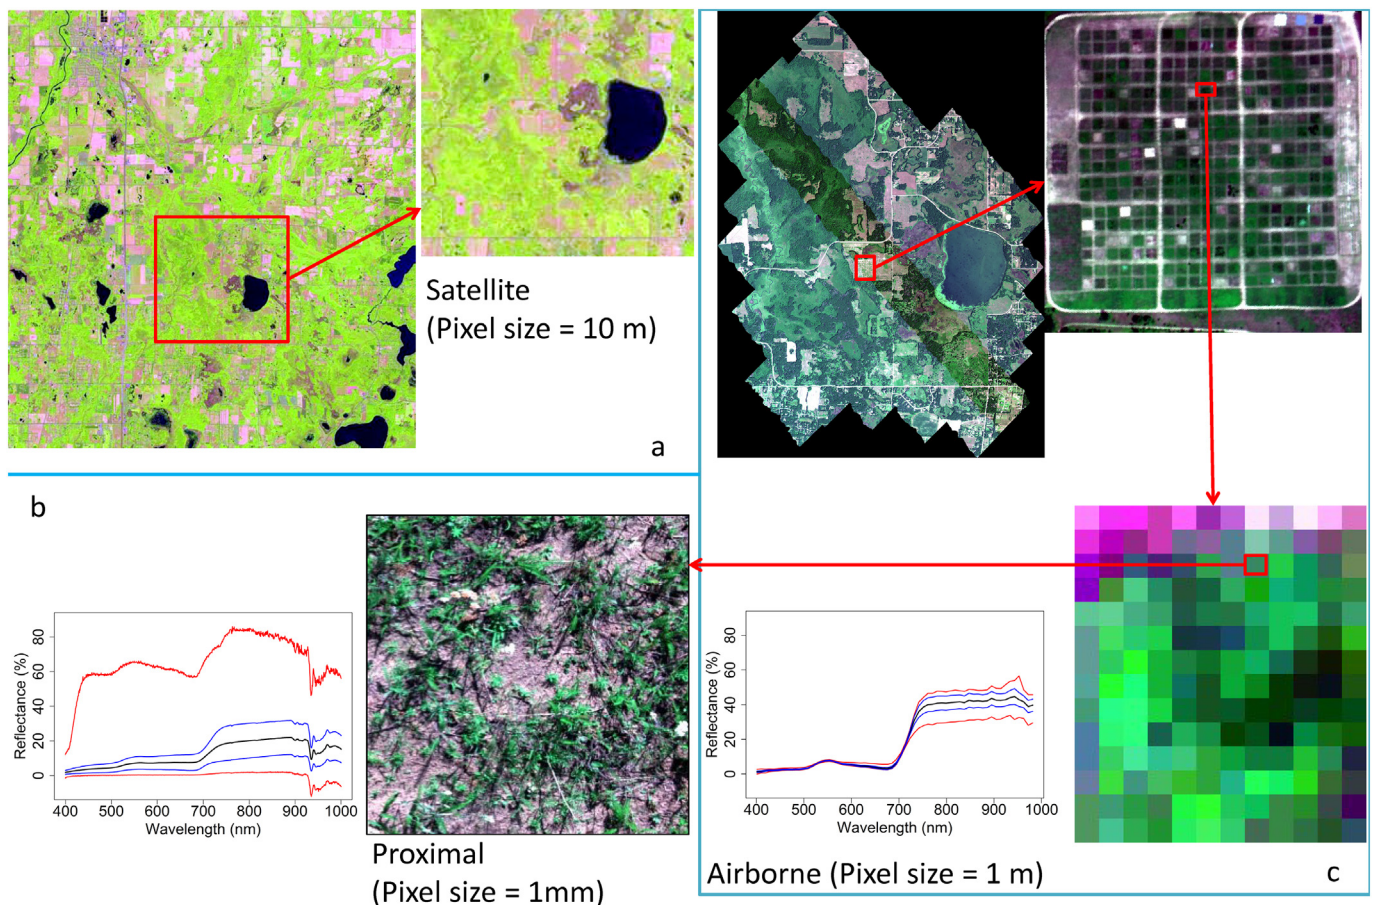 Satellite
(Pixel size = 10 m)
a
b
Reflectance (%)
80
60
40
20
0
400 500 600 700 800 900 1000
Wavelength (nm)
Proximal
(Pixel size = 1mm)
Reflectance (%)
80
60
40
20
0
400 500 600 700 800 900 1000
Wavelength (nm)
Airborne (Pixel size = 1 m)
c